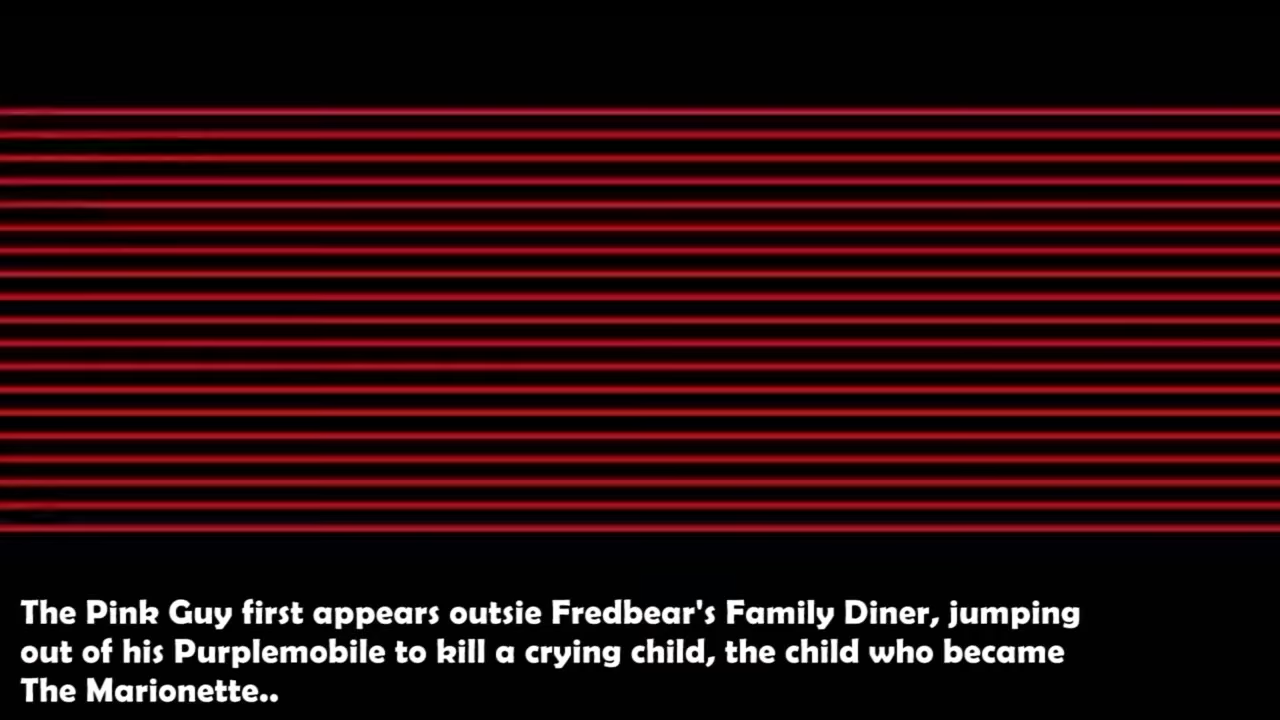 The Pink Guy first appears outsie Fredbear's Family Diner, jumping
out of his Purplemobile to kill a crying child, the child who became
The Marionette..